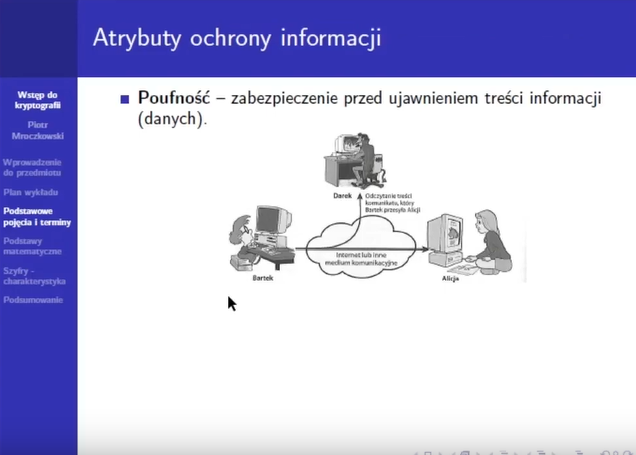 Atrybuty ochrony informacji
Wstęp do
kryptografii
Piotr
Mroczkowski
Wprowadzenie
do przedmiotu
Plan wykładu
Podstawowe
pojęcia i terminy
Podstawy
matematyczne
Szyfry -
charakterystyka
Podsumowanie
Poufność – zabezpieczenie przed ujawnieniem treści informacji
(danych).
Darek
Odczytanie treści
komunikatu, który
Bartek przesyła Alicji
Internet lub inne
medium komunikacyjne
Bartek
Alicja